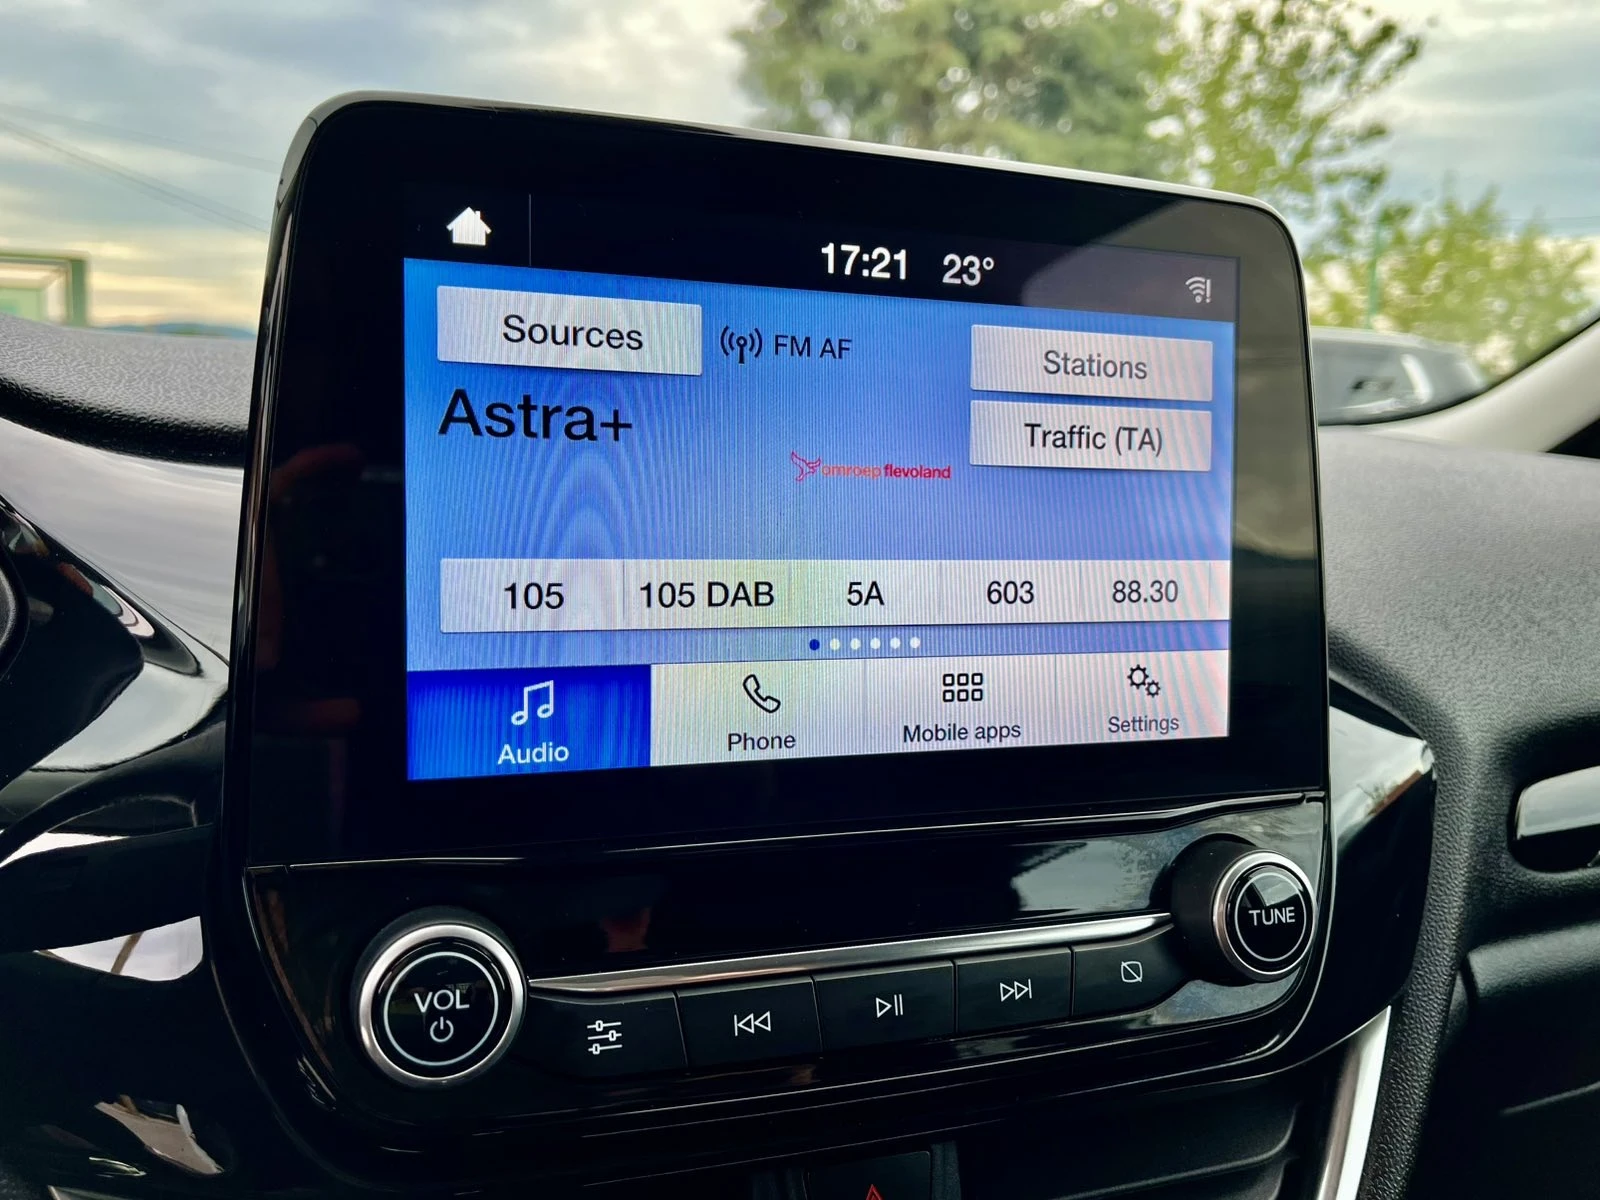 17:21 23°
Sources
FM AF
Stations
Astra+
Traffic (TA)
omroep flevoland
105
105 DAB
5A
603
88.30
Audio
Phone
Mobile apps
Settings
TUNE
VOL